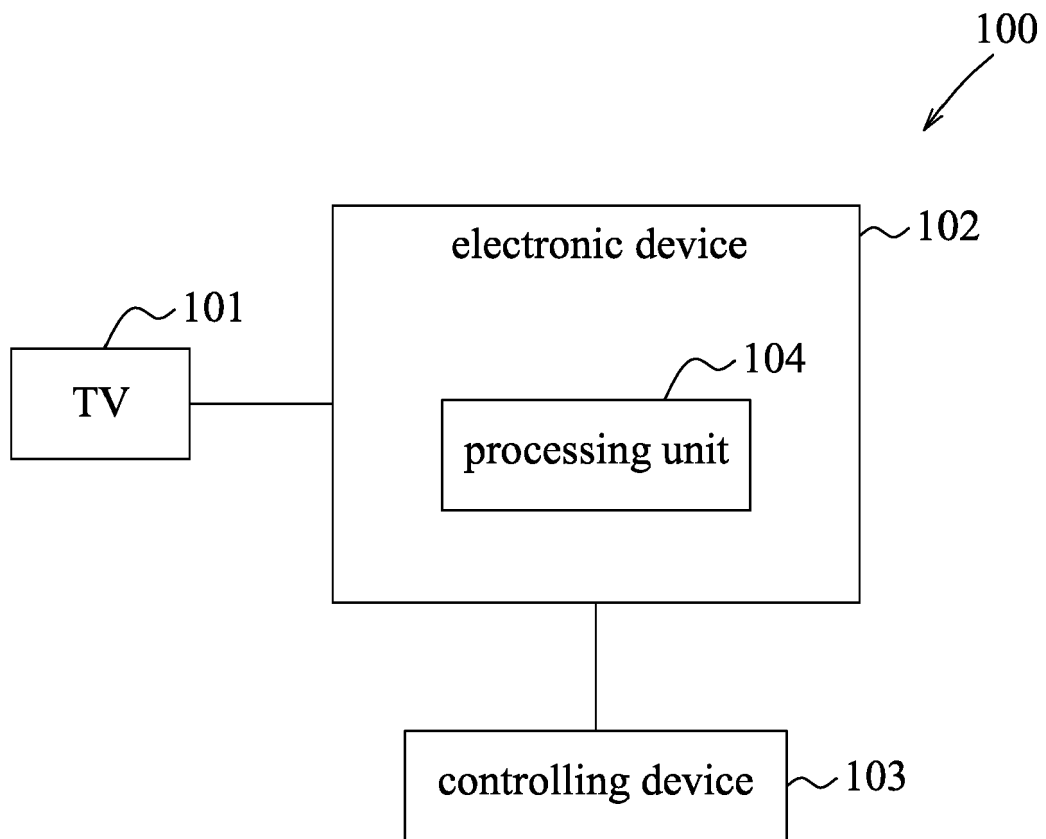 100
electronic device
102
101
TV
104
processing unit
controlling device
103